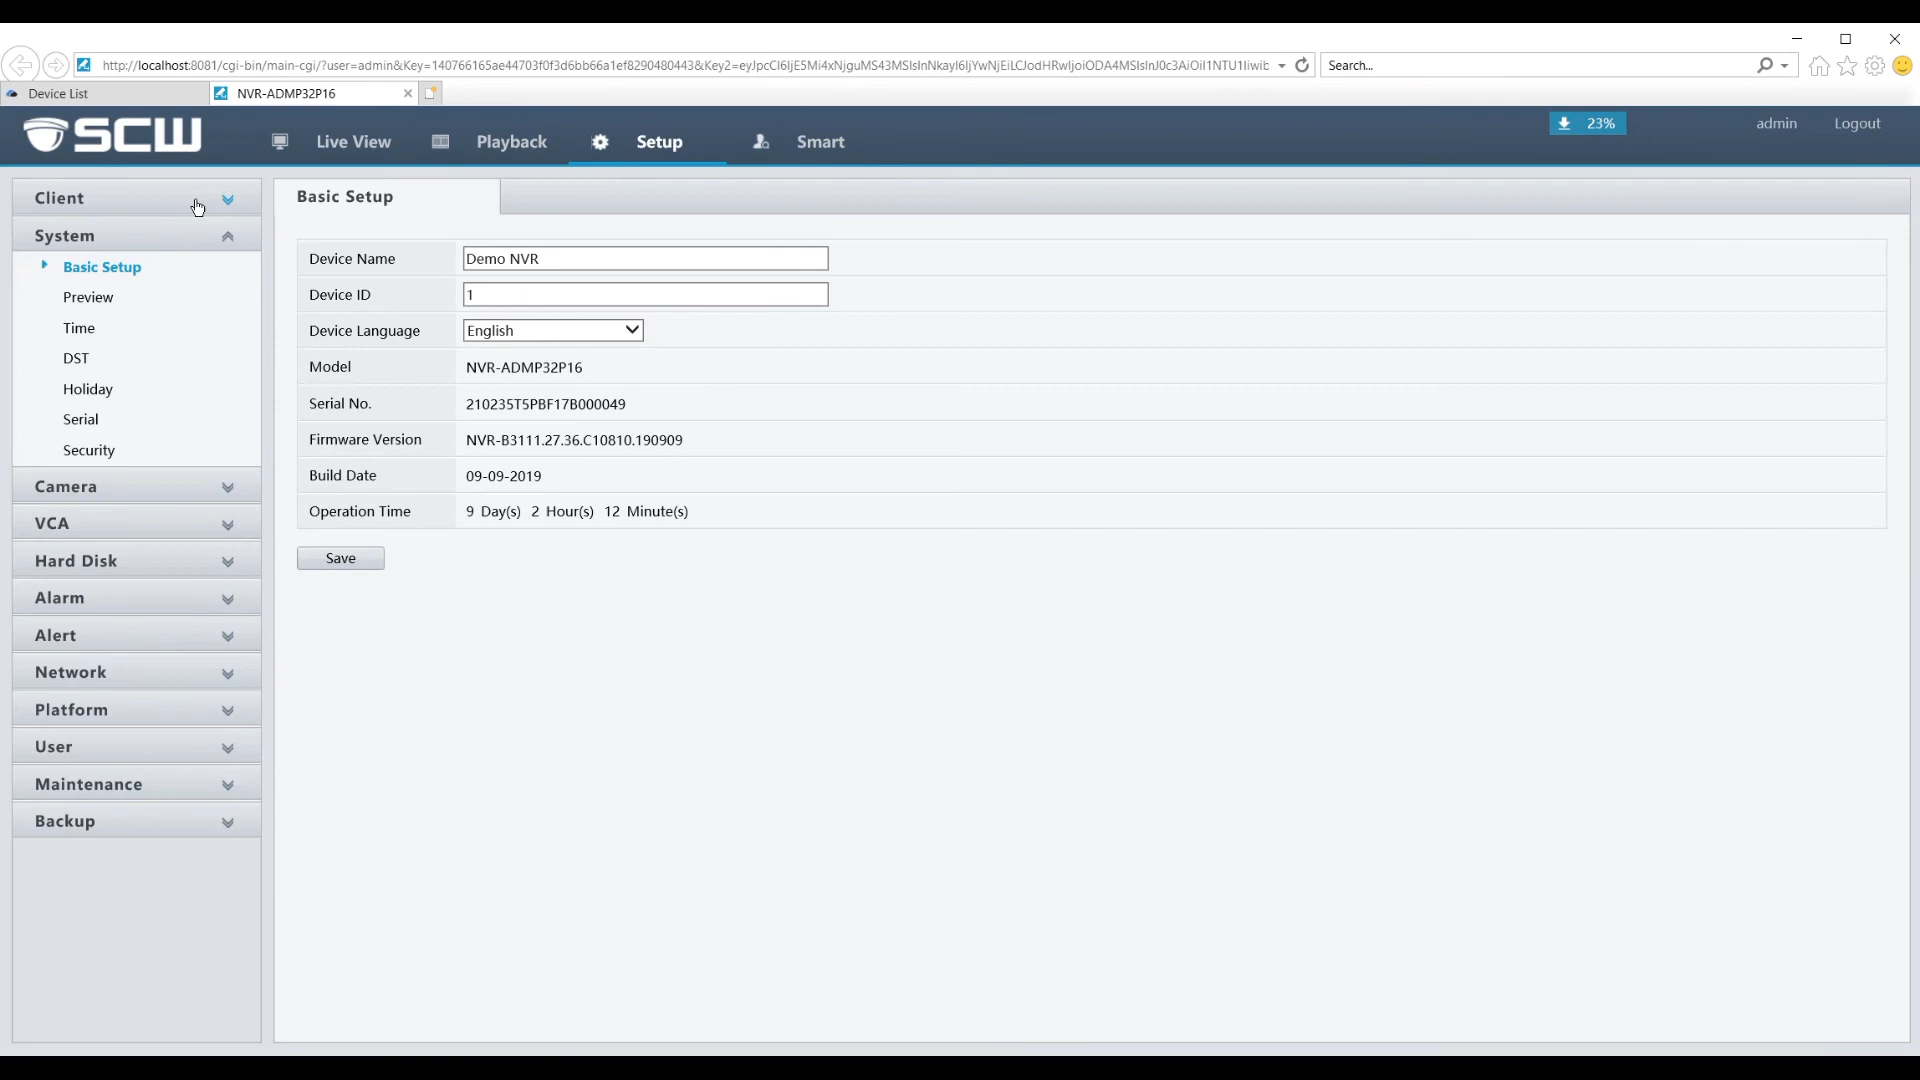 http://localhost:8081/cgi-bin/main-cgi/?user=admin&Key=140766165ae44703f0f3d6bb66a1ef8290480443&Key2=eyJpcCI6IjE5Mi4xNjguMS43MSIsInNkayI6IjYwNjEiLCJodHRwIjoiODA4MSIsInJ0c3AiOiI1NTU1Iiwic
Search...
Device List
NVR-ADMP32P16
SCW
Live View
Playback
Setup
Smart
23%
admin
Logout
Client
System
Basic Setup
Preview
Time
DST
Holiday
Serial
Security
Camera
VCA
Hard Disk
Alarm
Alert
Network
Platform
User
Maintenance
Backup
Basic Setup
Device Name Demo NVR
Device ID 1
Device Language English
Model NVR-ADMP32P16
Serial No. 210235T5PBF17B000049
Firmware Version NVR-B3111.27.36.C10810.190909
Build Date 09-09-2019
Operation Time 9 Day(s) 2 Hour(s) 12 Minute(s)
Save